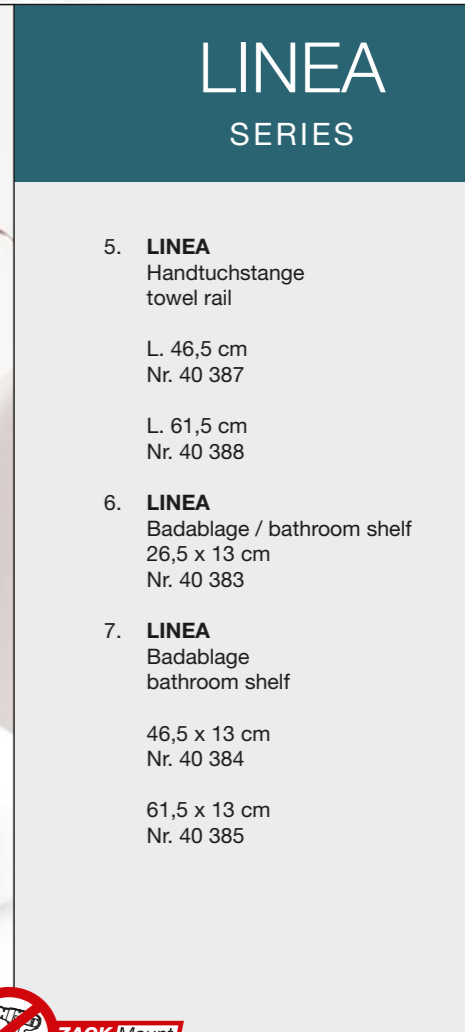 LINEA
SERIES
5. LINEA
Handtuchstange
towel rail
L. 46,5 cm
Nr. 40 387
L. 61,5 cm
Nr. 40 388
6. LINEA
Badablage / bathroom shelf
26,5 x 13 cm
Nr. 40 383
7. LINEA
Badablage
bathroom shelf
46,5 x 13 cm
Nr. 40 384
61,5 x 13 cm
Nr. 40 385
ZACK Mount